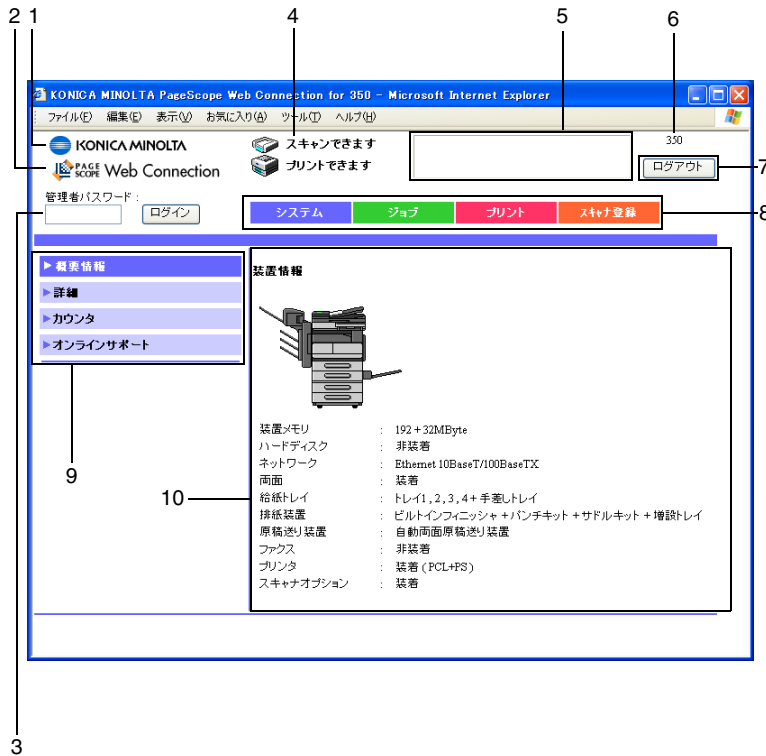 2 1 4 5 6
KONICA MINOLTA PageScope Web Connection for 350 - Microsoft Internet Explorer
ファイル(F) 編集(E) 表示(V) お気に入り(A) ツール(T) ヘルプ(H)
KONICA MINOLTA スキャンできます 350
PAGE SCOPE Web Connection プリントできます ログアウト 7
管理者パスワード:
ログイン システム ジョブ プリント スキャナ登録 8
概要情報
詳細
カウンタ
オンラインサポート
9
装置情報
装置メモリ : 192+32MByte
ハードディスク : 非装着
ネットワーク : Ethernet 10BaseT/100BaseTX
両面 : 装着
給紙トレイ : トレイ1,2,3,4+手差しトレイ
排紙装置 : ビルトインフィニッシャ+パンチキット+サドルキット+増設トレイ
原稿送り装置 : 自動両面原稿送り装置
ファクス : 非装着
プリンタ : 装着(PCL+PS)
スキャナオプション : 装着
10
3